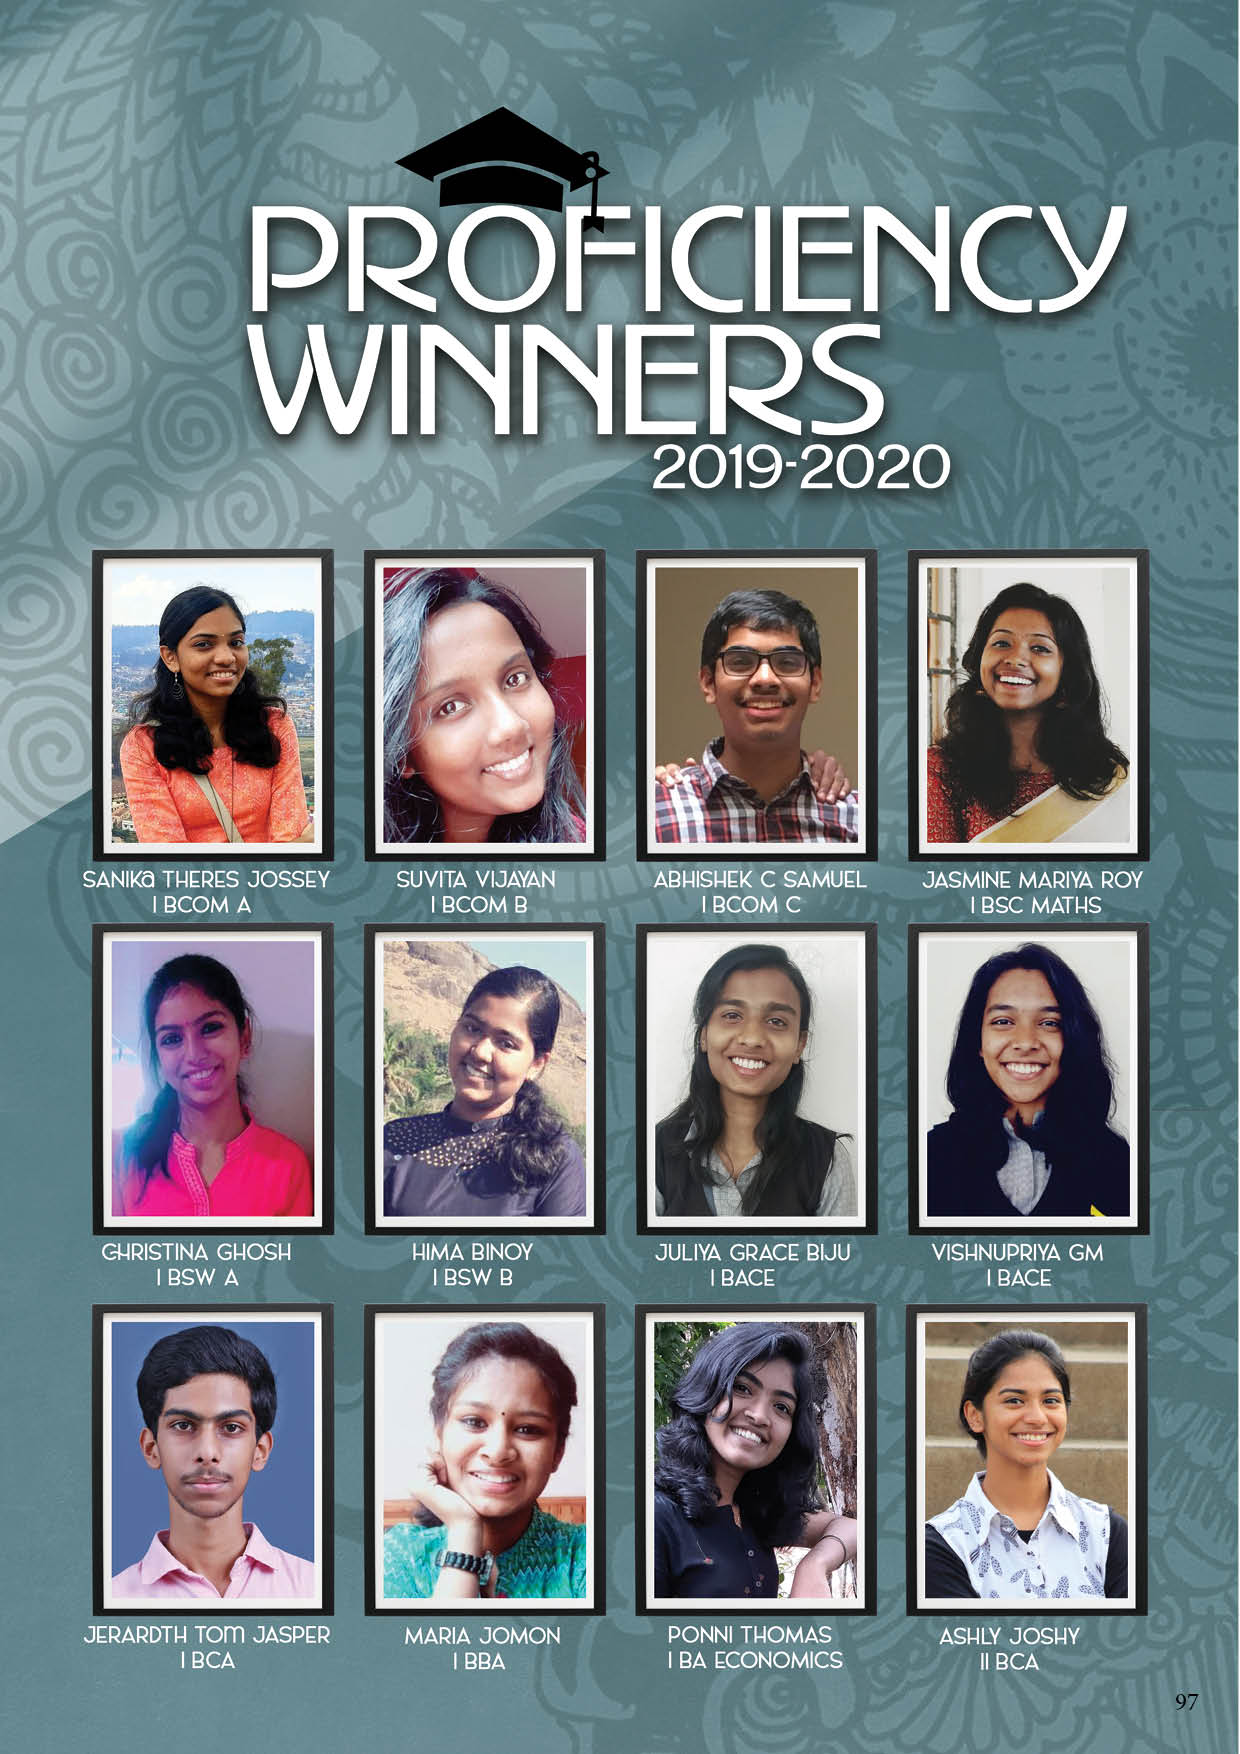 PROFICIENCY
WINNERS
2019-2020
SANIKa THERES JOSSEY
I BCOM A
SUVITA VIJAYAN
I BCOM B
ABHISHEK C SAMUEL
I BCOM C
JASMINE MARIYA ROY
I BSC MATHS
CHRISTINA GHOSH
I BSW A
HIMA BINOY
I BSW B
JULIYA GRACE BIJU
I BACE
VISHNUPRIYA GM
I BACE
JERARDTH TOM JASPER
I BCA
MARIA JOMON
I BBA
PONNI THOMAS
I BA ECONOMICS
ASHLY JOSHY
II BCA
97